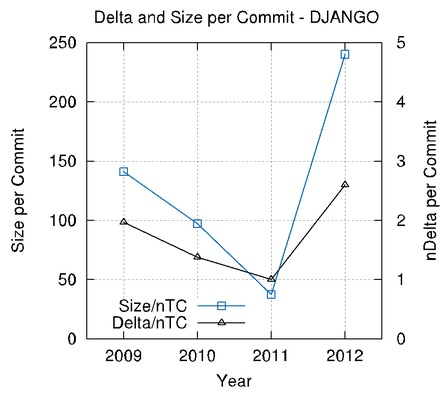 Delta and Size per Commit - DJANGO
250
200
150
100
50
0
Size per Commit
5
4
3
2
1
0
nDelta per Commit
Size/nTC
Delta/nTC
2009 2010 2011 2012
Year